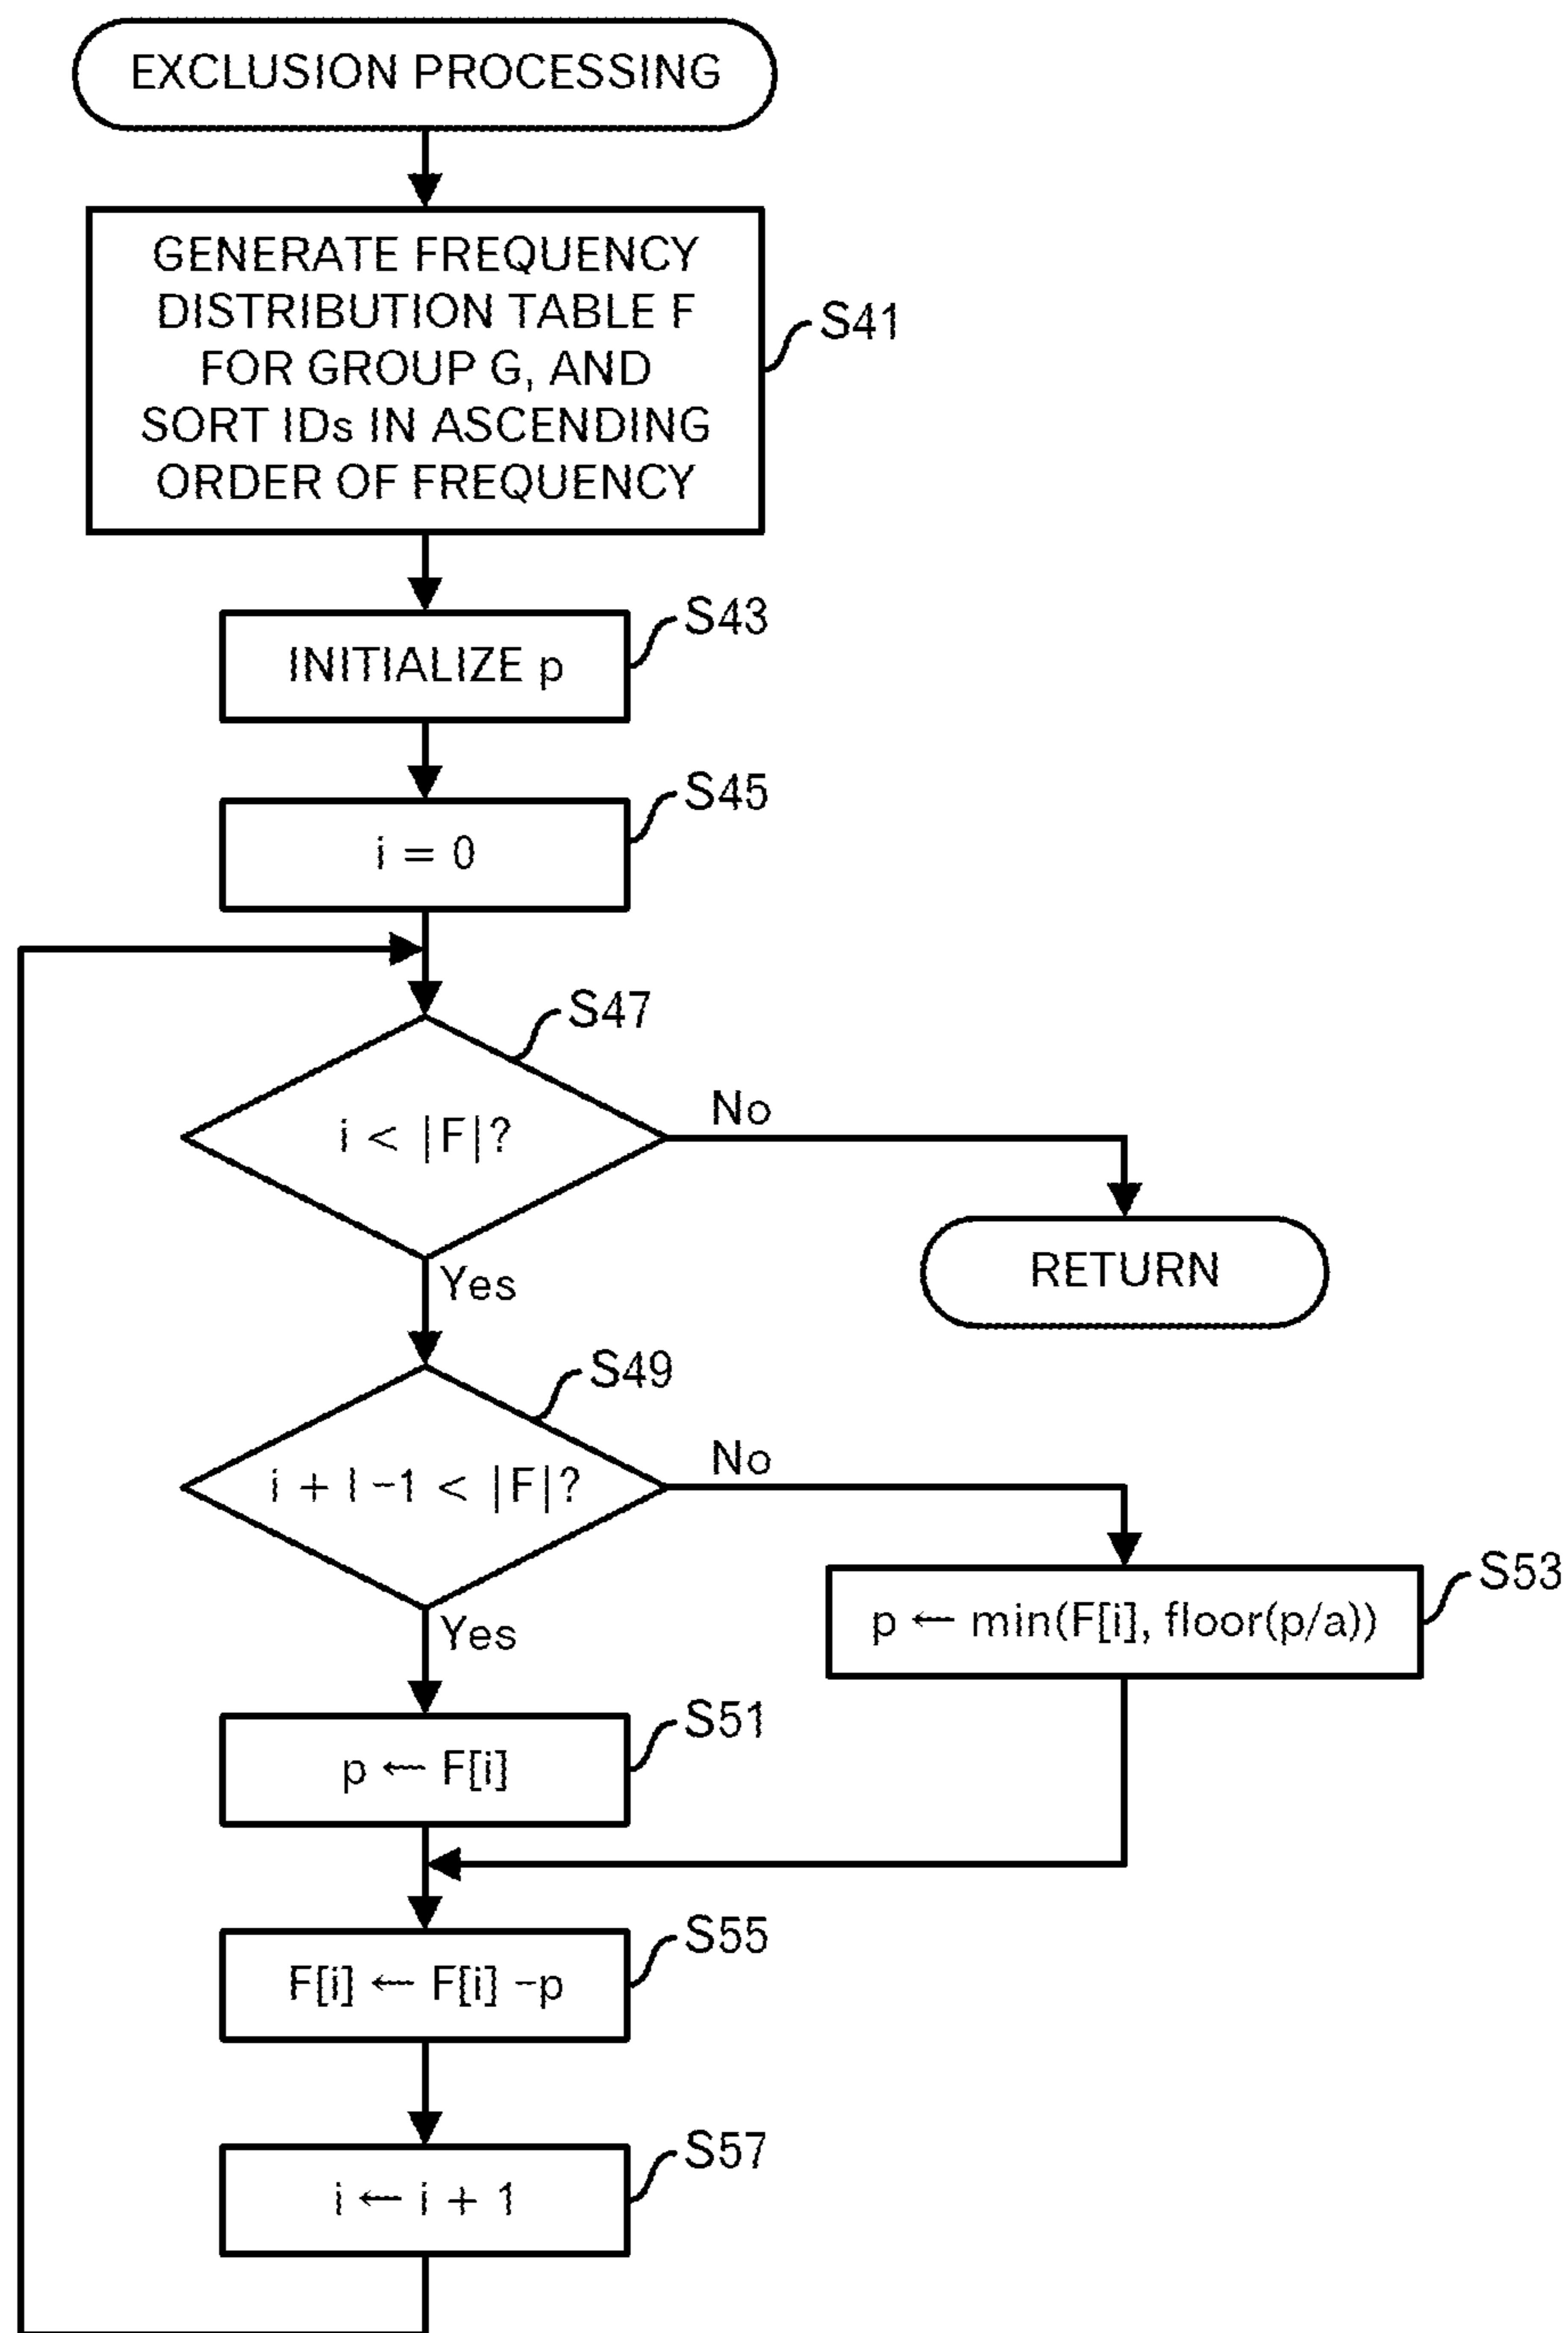 EXCLUSION PROCESSING
GENERATE FREQUENCY
DISTRIBUTION TABLE F
FOR GROUP G, AND
SORT IDs IN ASCENDING
ORDER OF FREQUENCY
S41
S43
INITIALIZE p
S45
i = 0
S47
i < |F|?
No
RETURN
Yes
S49
i + l -1 < |F|?
No
S53
p ← min(F[i], floor(p/a))
Yes
S51
p ← F[i]
S55
F[i] ← F[i] -p
S57
i ← i + 1